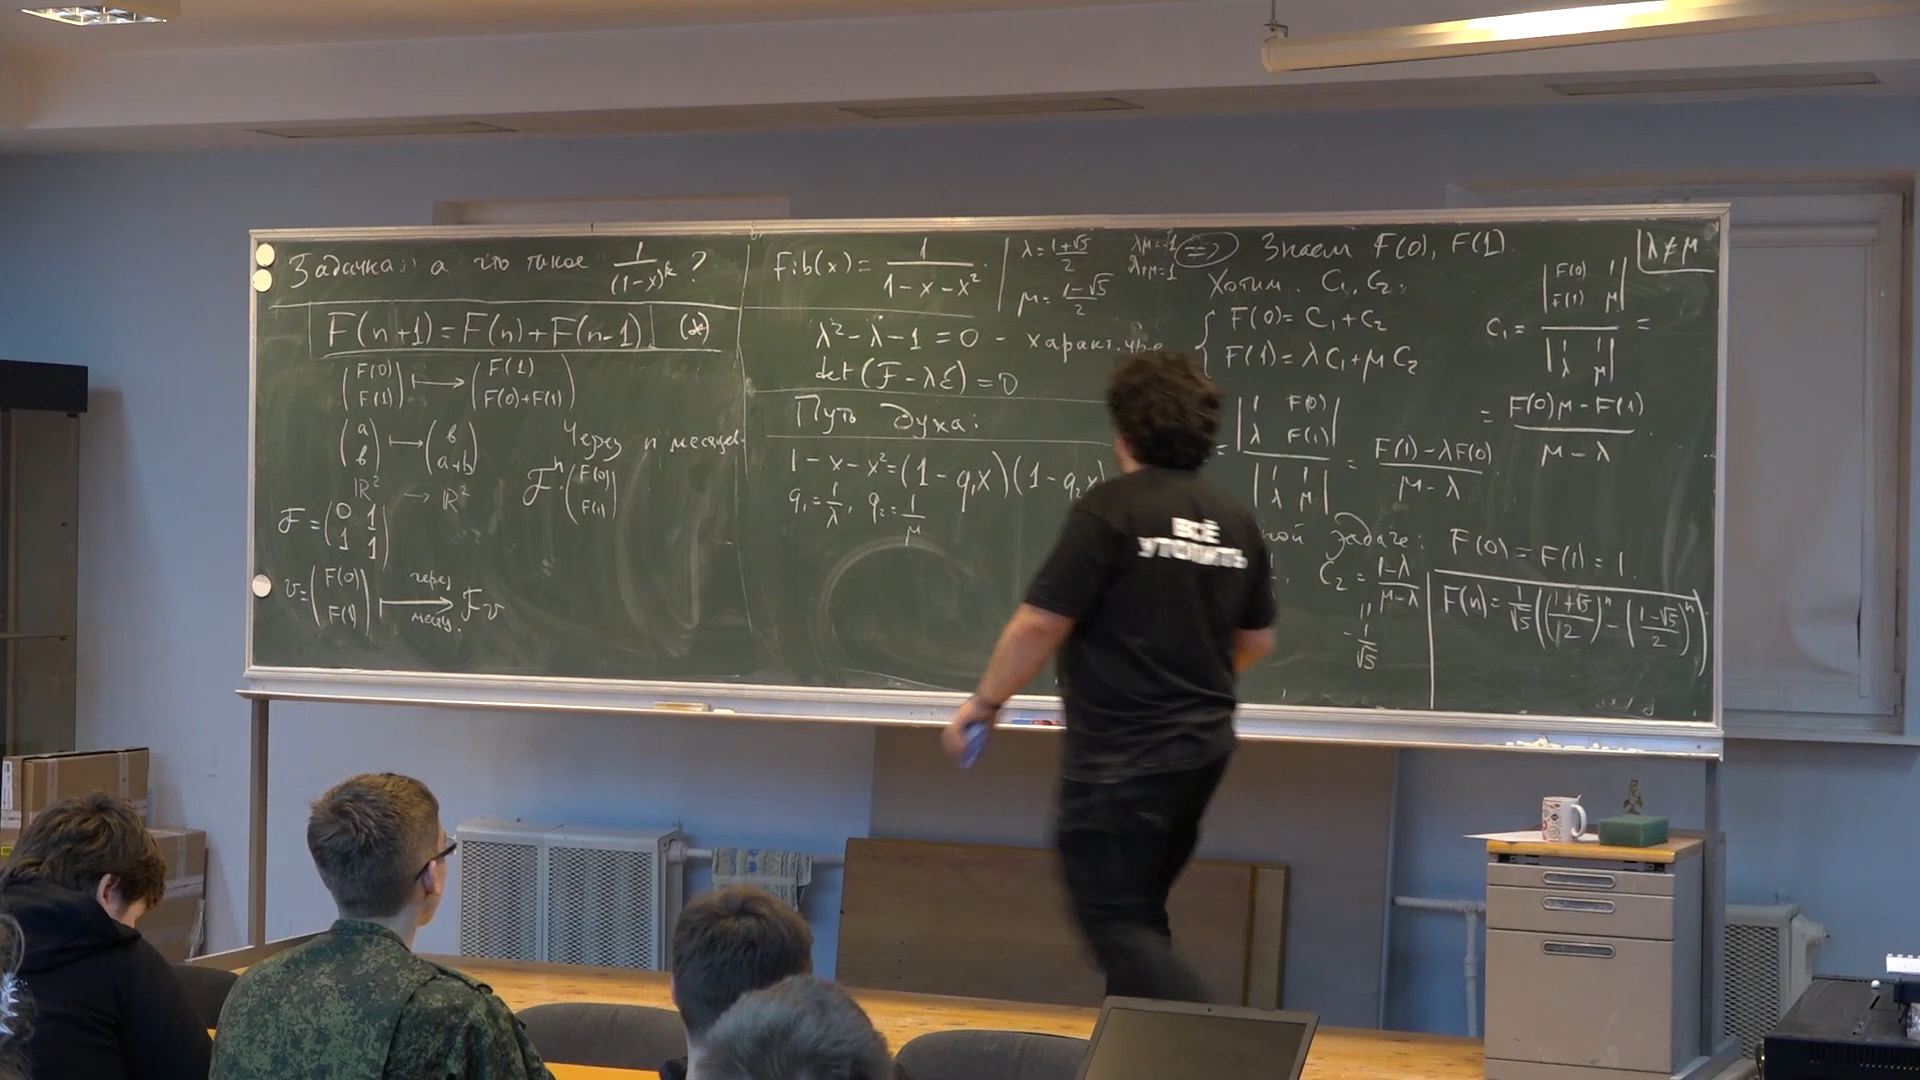 Задачка: а что такое 1/(1-x)^k ?
F(n+1) = F(n) + F(n-1) (*)
(F(0) F(1)) ↦ (F(1) F(0)+F(1))
(a b) ↦ (b a+b)
ℝ² → ℝ²
Через n месяцев
ℱ^n · (F(0) F(1))
ℱ = (0 1 1 1)
v = (F(0) F(1)) ↦ через месяц. ℱv
Fib(x) = 1/(1-x-x²)
λ = (1+√5)/2
μ = (1-√5)/2
λμ=-1
λ+μ=1
λ² - λ - 1 = 0 - характ. урв
det(ℱ - λE) = 0
Путь духа:
1-x-x² = (1-q₁x)(1-q₂x)
q₁ = 1/λ, q₂ = 1/μ
⇒ Знаем F(0), F(1).
Хотим C₁, C₂:
F(0) = C₁ + C₂
F(1) = λC₁ + μC₂
λ ≠ μ
C₁ = |F(0) 1 F(1) μ| / |1 1 λ μ| =
= (F(0)μ - F(1))/(μ - λ)
= |1 F(0) λ F(1)| / |1 1 λ μ| = (F(1) - λF(0))/(μ - λ)
ной задаче: F(0) = F(1) = 1.
C₂ = (1-λ)/(μ-λ)
= -1/√5
F(n) = 1/√5 (((1+√5)/2)^n - ((1-√5)/2)^n)
ВСЁ
УТОПИТЬ